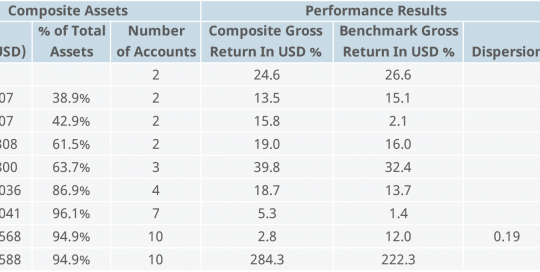 Composite Assets Performance Results
% of Total Number Composite Gross Benchmark Gross
USD) Assets of Accounts Return In USD % Return In USD % Dispersion
2 24.6 26.6
07 38.9% 2 13.5 15.1
07 42.9% 2 15.8 2.1
308 61.5% 2 19.0 16.0
300 63.7% 3 39.8 32.4
036 86.9% 4 18.7 13.7
041 96.1% 7 5.3 1.4
568 94.9% 10 2.8 12.0 0.19
588 94.9% 10 284.3 222.3